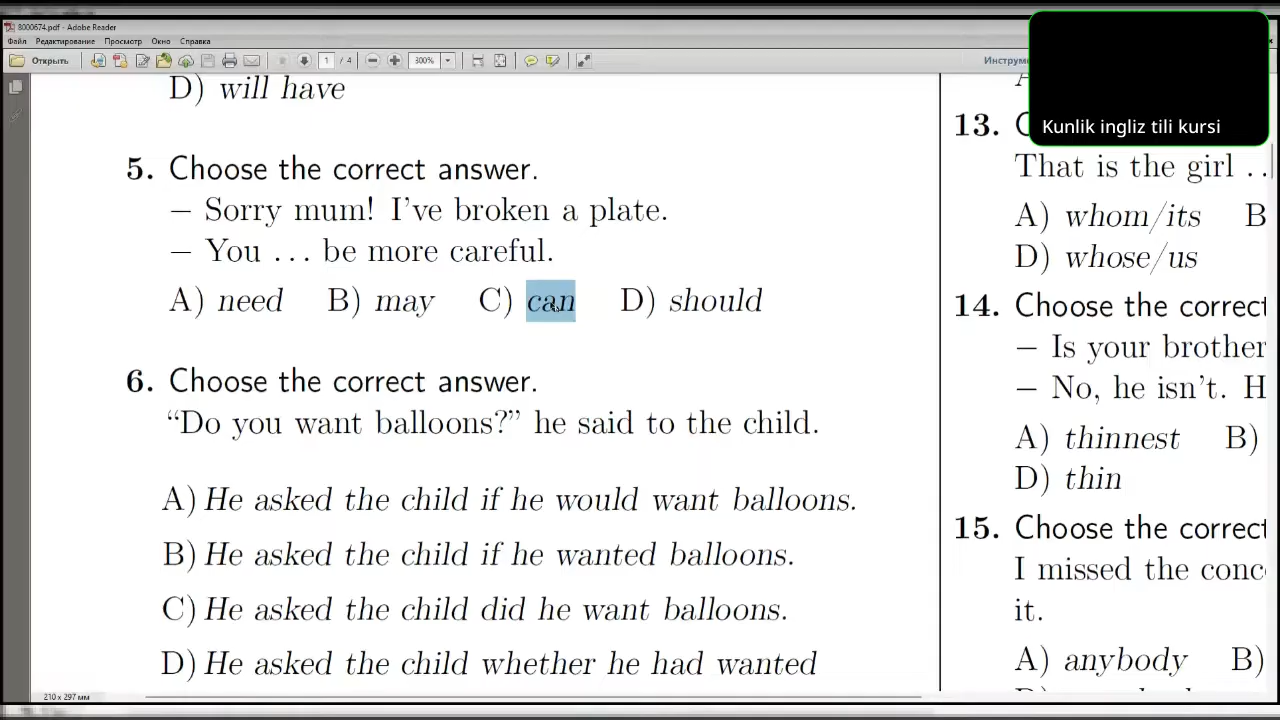 8000674.pdf - Adobe Reader
Файл Редактирование Просмотр Окно Справка
Открыть 1 / 4 300%
D) will have
5. Choose the correct answer.
– Sorry mum! I've broken a plate.
– You ... be more careful.
A) need B) may C) can D) should
6. Choose the correct answer.
“Do you want balloons?” he said to the child.
A) He asked the child if he would want balloons.
B) He asked the child if he wanted balloons.
C) He asked the child did he want balloons.
D) He asked the child whether he had wanted
210 x 297 мм
Kunlik ingliz tili kursi
13.
That is the girl ..
A) whom/its B
D) whose/us
14. Choose the correct
– Is your brother
– No, he isn't. H
A) thinnest B)
D) thin
15. Choose the correct
I missed the conc
it.
A) anybody B)